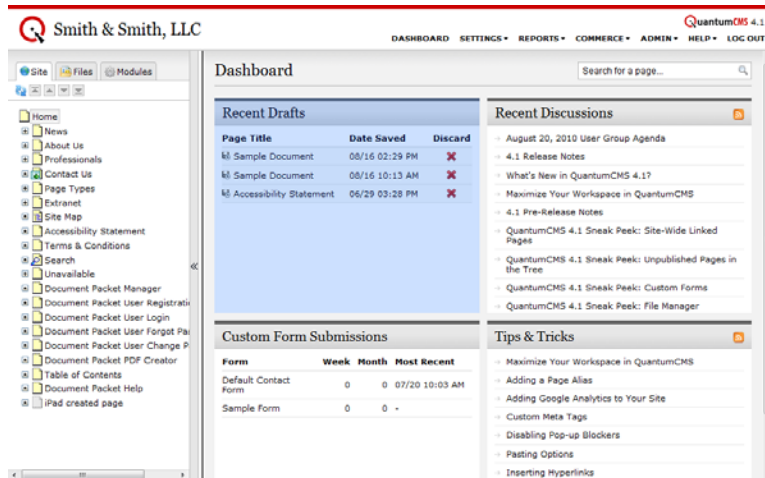 Smith & Smith, LLC
QuantumCMS 4.1
DASHBOARD SETTINGS REPORTS COMMERCE ADMIN HELP LOG OUT
Site Files Modules
Home
News
About Us
Professionals
Contact Us
Page Types
Extranet
Site Map
Accessibility Statement
Terms & Conditions
Search
Unavailable
Document Packet Manager
Document Packet User Registrati
Document Packet User Login
Document Packet User Forgot Pa
Document Packet User Change P
Document Packet PDF Creator
Table of Contents
Document Packet Help
iPad created page
Dashboard
Search for a page...
Recent Drafts
Page Title Date Saved Discard
Sample Document 08/16 02:29 PM
Sample Document 08/16 10:13 AM
Accessibility Statement 06/29 03:28 PM
Recent Discussions
August 20, 2010 User Group Agenda
4.1 Release Notes
What's New in QuantumCMS 4.1?
Maximize Your Workspace in QuantumCMS
4.1 Pre-Release Notes
QuantumCMS 4.1 Sneak Peek: Site-Wide Linked
Pages
QuantumCMS 4.1 Sneak Peek: Unpublished Pages in
the Tree
QuantumCMS 4.1 Sneak Peek: Custom Forms
QuantumCMS 4.1 Sneak Peek: File Manager
Custom Form Submissions
Form Week Month Most Recent
Default Contact
Form 0 0 07/20 10:03 AM
Sample Form 0 0 -
Tips & Tricks
Maximize Your Workspace in QuantumCMS
Adding a Page Alias
Adding Google Analytics to Your Site
Custom Meta Tags
Disabling Pop-up Blockers
Pasting Options
Inserting Hyperlinks